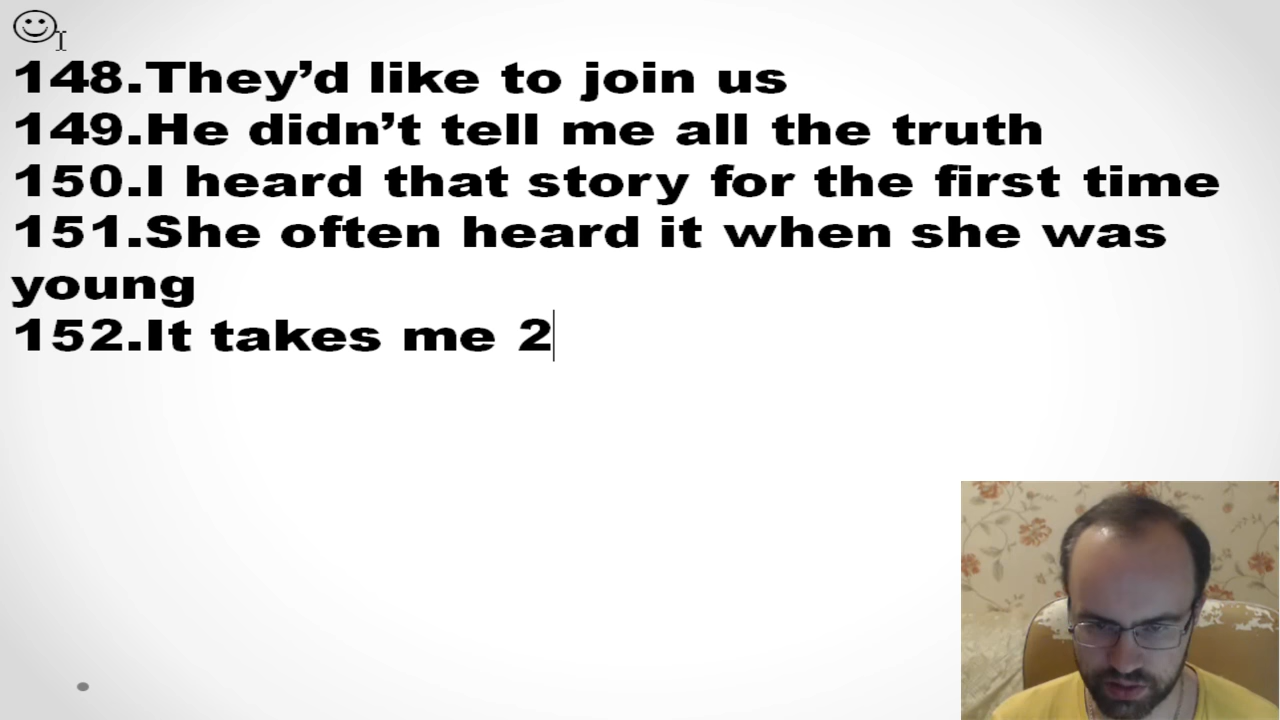 148.They’d like to join us
149.He didn’t tell me all the truth
150.I heard that story for the first time
151.She often heard it when she was
young
152.It takes me 2